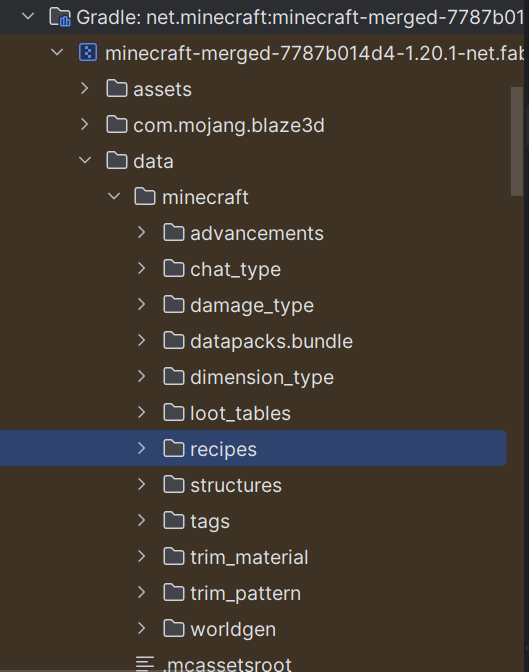 Gradle: net.minecraft:minecraft-merged-7787b01
minecraft-merged-7787b014d4-1.20.1-net.fab
assets
com.mojang.blaze3d
data
minecraft
advancements
chat_type
damage_type
datapacks.bundle
dimension_type
loot_tables
recipes
structures
tags
trim_material
trim_pattern
worldgen
.mcassetsroot